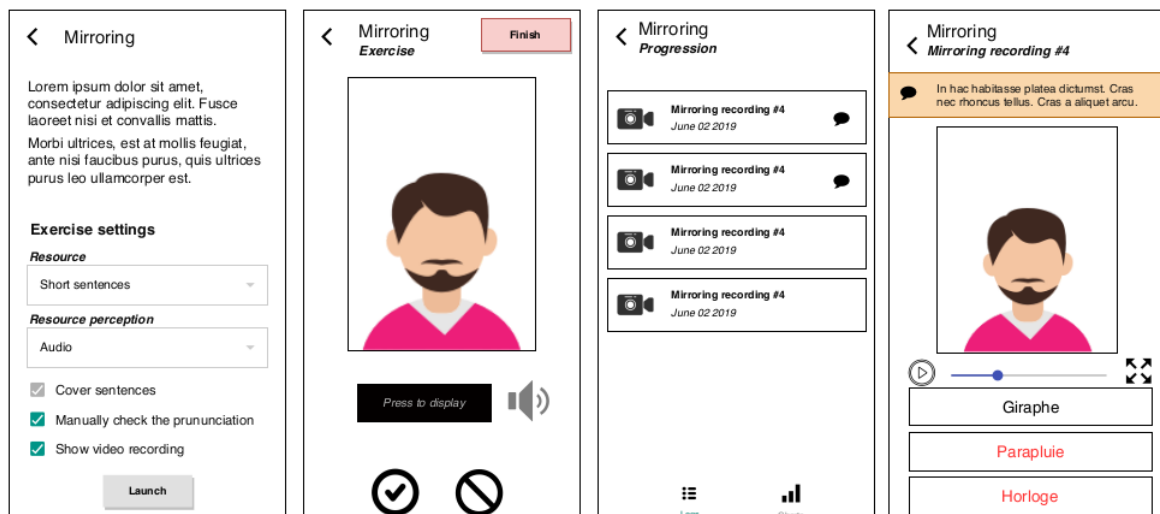 Mirroring
Lorem ipsum dolor sit amet,
consectetur adipiscing elit. Fusce
laoreet nisi et convallis mattis.
Morbi ultrices, est at mollis feugiat,
ante nisi faucibus purus, quis ultrices
purus leo ullamcorper est.
Exercise settings
Resource
Short sentences
Resource perception
Audio
Cover sentences
Manually check the prununciation
Show video recording
Launch
Mirroring
Exercise
Finish
Press to display
Mirroring
Progression
Mirroring recording #4
June 02 2019
Mirroring recording #4
June 02 2019
Mirroring recording #4
June 02 2019
Mirroring recording #4
June 02 2019
Mirroring
Mirroring recording #4
In hac habitasse platea dictumst. Cras
nec rhoncus tellus. Cras a aliquet arcu.
Giraphe
Parapluie
Horloge